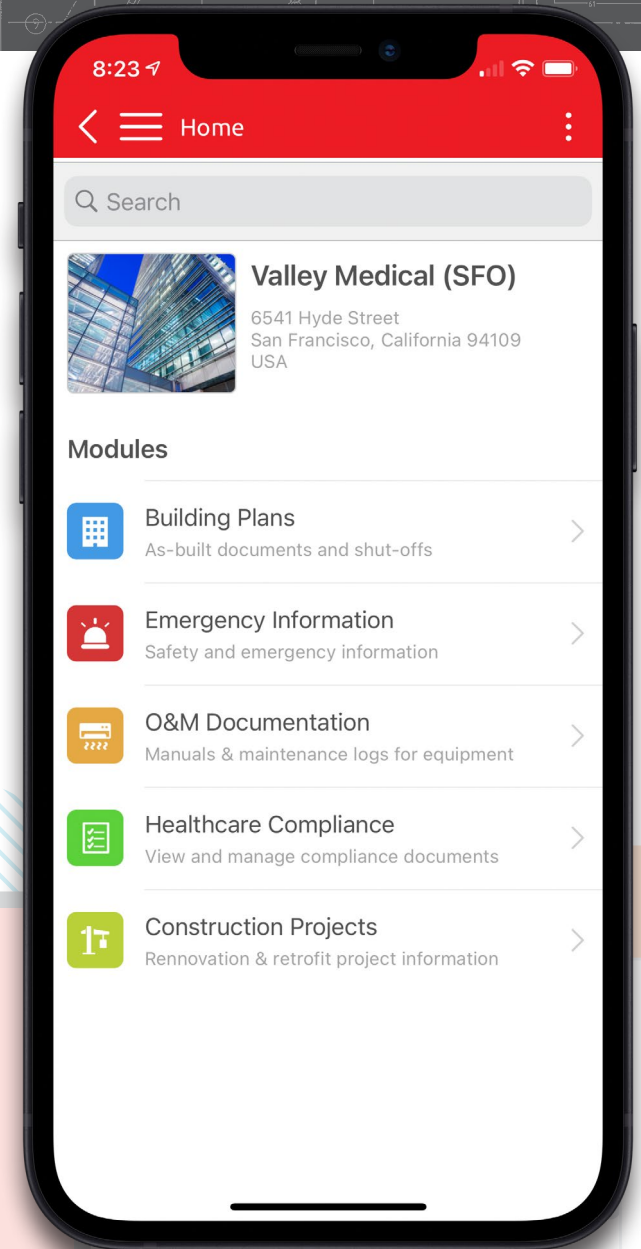 8:23
Home
Search
Valley Medical (SFO)
6541 Hyde Street
San Francisco, California 94109
USA
Modules
Building Plans
As-built documents and shut-offs
Emergency Information
Safety and emergency information
O&M Documentation
Manuals & maintenance logs for equipment
Healthcare Compliance
View and manage compliance documents
Construction Projects
Rennovation & retrofit project information